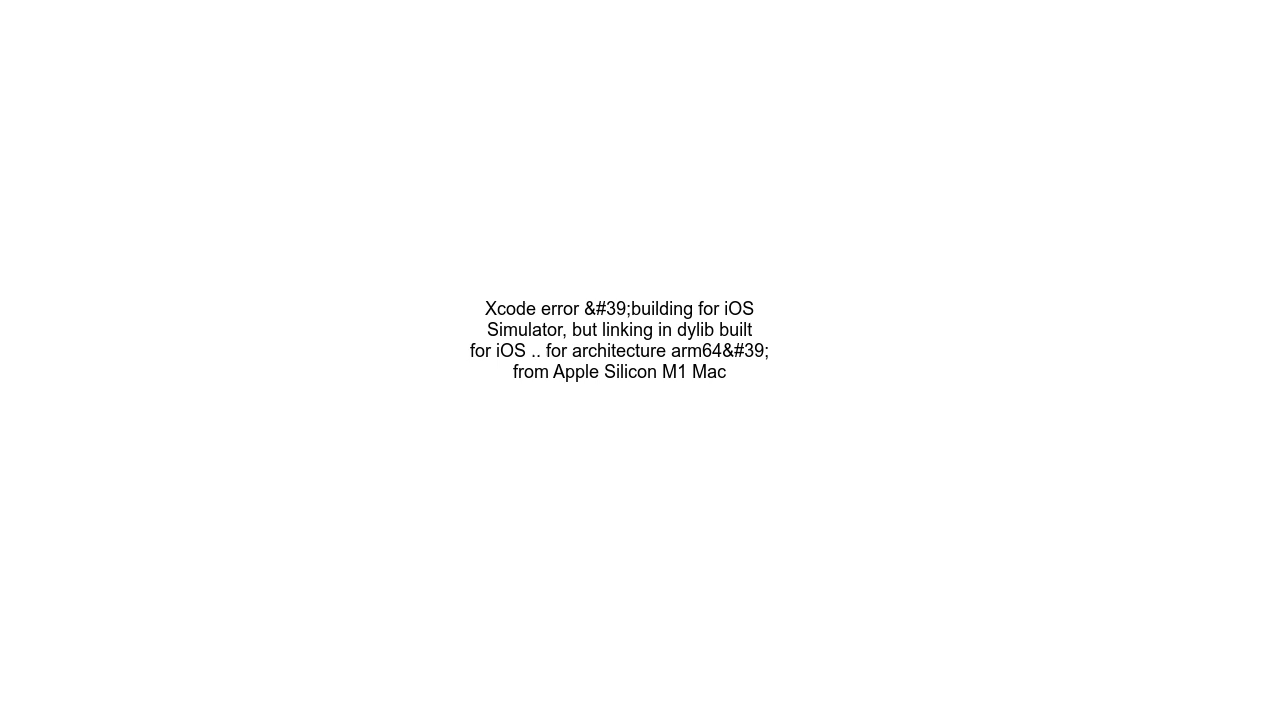 Xcode error &#39;building for iOS
Simulator, but linking in dylib built
for iOS .. for architecture arm64&#39;
from Apple Silicon M1 Mac